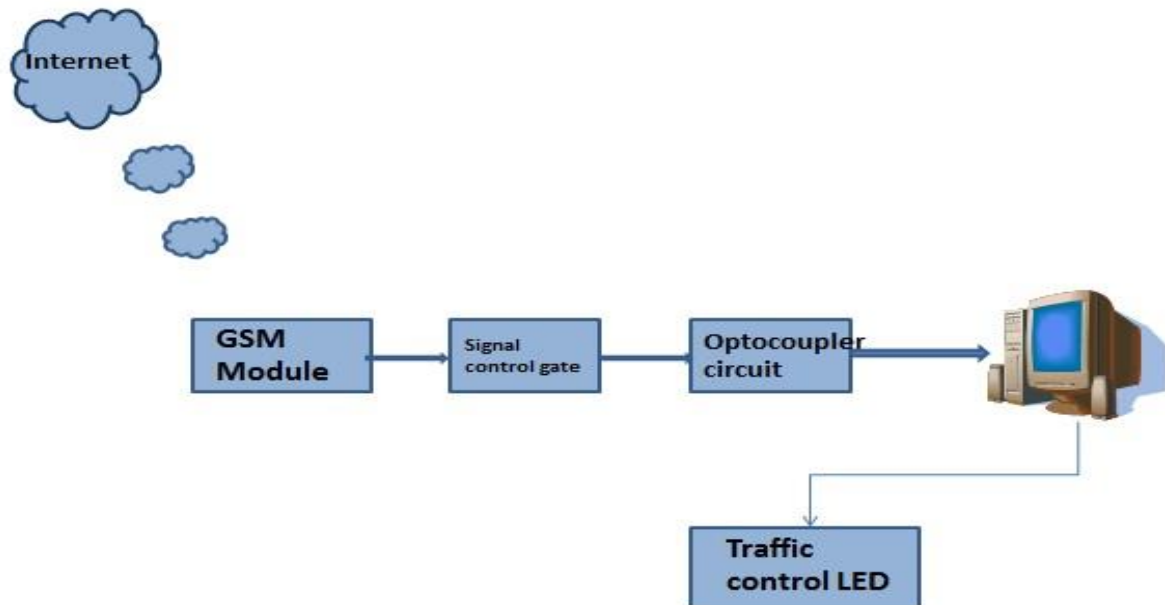 Internet
GSM
Module
Signal
control gate
Optocoupler
circuit
Traffic
control LED